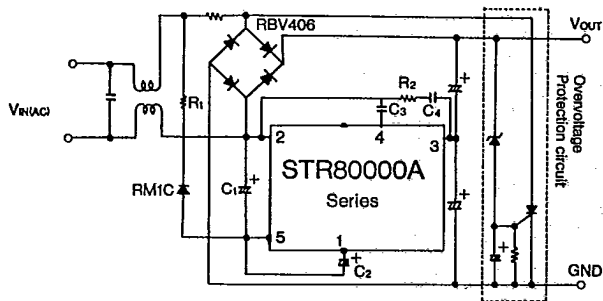 RBV406
VOUT
VIN(AC)
R1
R2
C3
C4
2
4
3
STR80000A
Series
RM1C
C1
+
5
1
C2
+
+
+
+
GND
Overvoltage
Protection circuit